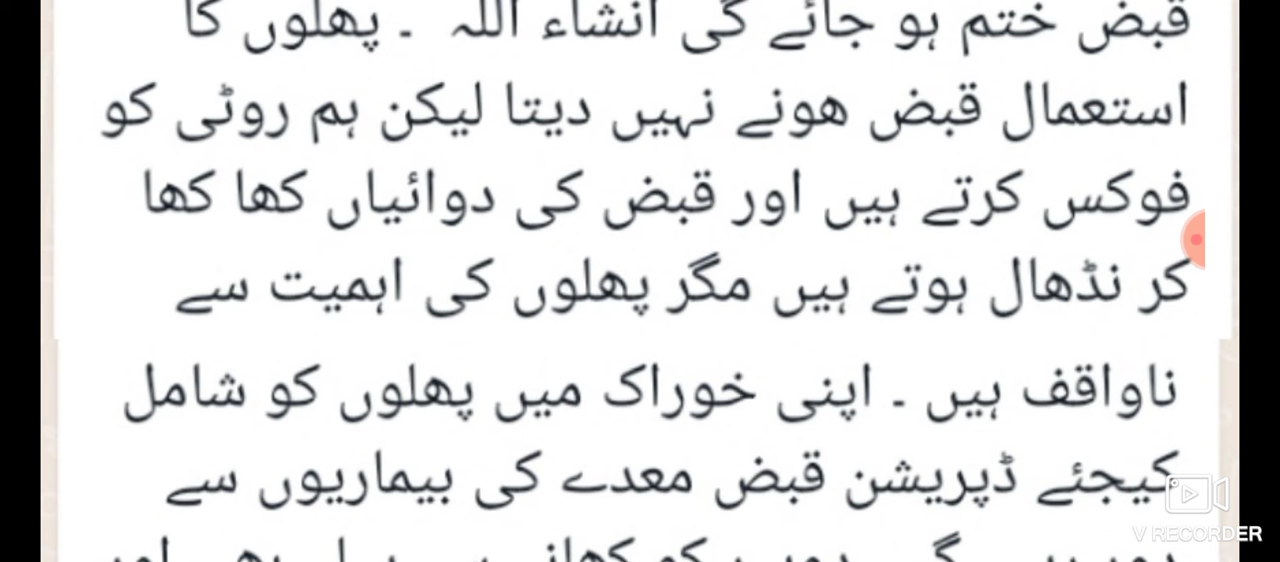 قبض ختم ہو جائے گی انشاء اللہ ۔ پھلوں کا
استعمال قبض ھونے نہیں دیتا لیکن ہم روٹی کو
فوکس کرتے ہیں اور قبض کی دوائیاں کھا کھا
کر نڈھال ہوتے ہیں مگر پھلوں کی اہمیت سے
ناواقف ہیں ۔ اپنی خوراک میں پھلوں کو شامل
کیجئے ڈپریشن قبض معدے کی بیماریوں سے
V RECORDER